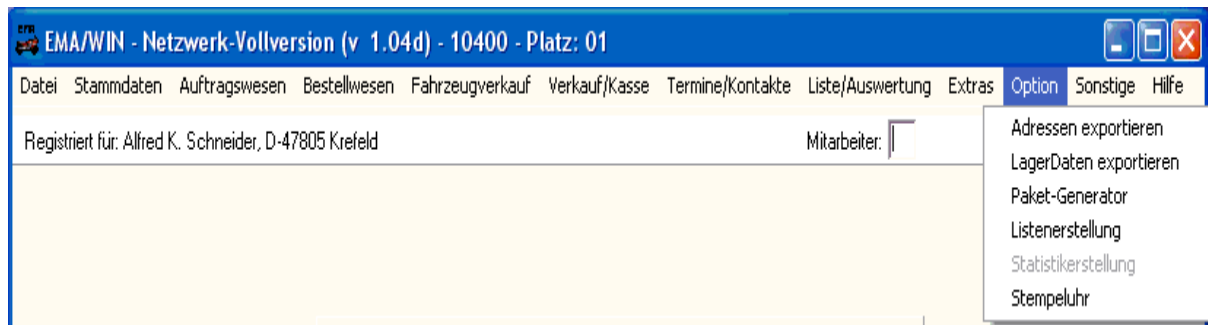 EMA/WIN - Netzwerk-Vollversion (v 1.04d) - 10400 - Platz: 01
Datei Stammdaten Auftragswesen Bestellwesen Fahrzeugverkauf Verkauf/Kasse Termine/Kontakte Liste/Auswertung Extras Option Sonstige Hilfe
Registriert für: Alfred K. Schneider, D-47805 Krefeld Mitarbeiter:
Adressen exportieren
LagerDaten exportieren
Paket-Generator
Listenerstellung
Statistikerstellung
Stempeluhr